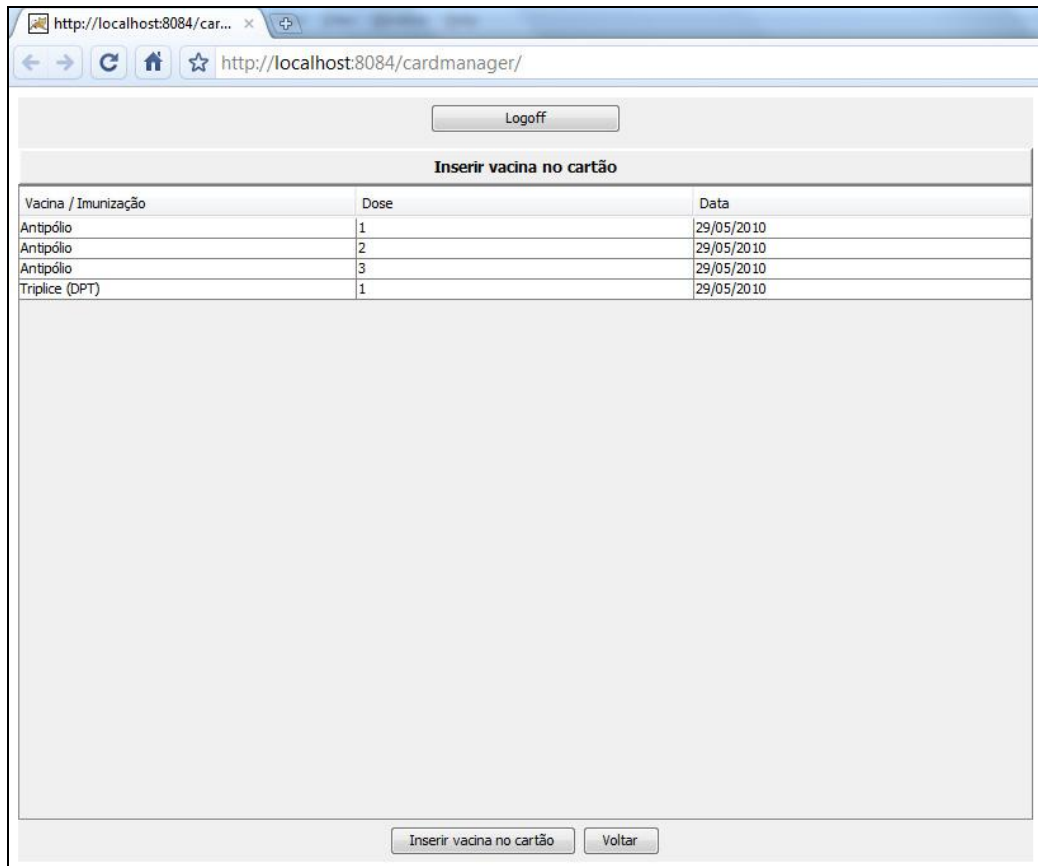 http://localhost:8084/car...
http://localhost:8084/cardmanager/
Logoff
Inserir vacina no cartão
Vacina / Imunização Dose Data
Antipólio 1 29/05/2010
Antipólio 2 29/05/2010
Antipólio 3 29/05/2010
Triplice (DPT) 1 29/05/2010
Inserir vacina no cartão Voltar